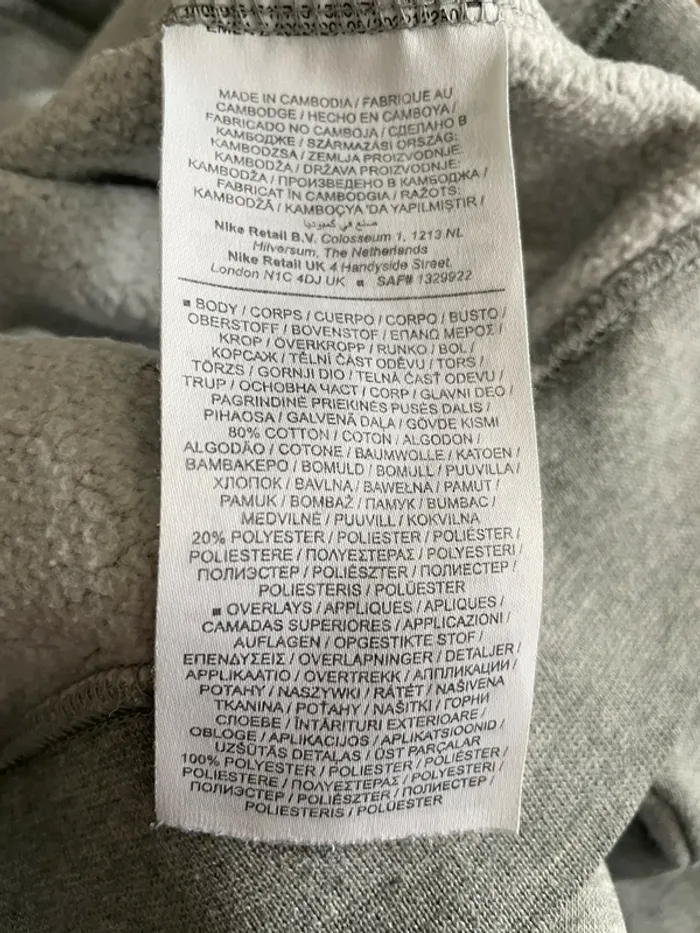 MADE IN CAMBODIA / FABRIQUE AU
CAMBODGE / HECHO EN CAMBOYA /
FABRICADO NO CAMBOJA / СДЕЛАНО В
КАМБОДЖЕ / SZÁRMAZÁSI ORSZÁG:
KAMBODZSA / ZEMLJA PROIZVODNJE:
KAMBODŽA / DRŽAVA PROIZVODNJE:
KAMBODŽA / ПРОИЗВЕДЕНО В КАМБОДЖА /
FABRICAT ÎN CAMBODGIA / RAŽOTS:
KAMBODŽĀ / KAMBOÇYA 'DA YAPILMIŞTIR /
صنع في كمبوديا
Nike Retail B.V. Colosseum 1, 1213 NL
Hilversum, The Netherlands
Nike Retail UK 4 Handyside Street,
London N1C 4DJ UK ■ SAF# 1329922
■ BODY / CORPS / CUERPO / CORPO / BUSTO /
OBERSTOFF / BOVENSTOF / ΕΠΑΝΩ ΜΕΡΟΣ /
KROP / ÖVERKROPP / RUNKO / BOL /
КОРСАЖ / TĚLNÍ ČÁST ODĚVU / TORS /
TÖRZS / GORNJI DIO / TELNÁ ČASŤ ODEVU /
TRUP / ОСНОВНА ЧАСТ / CORP / GLAVNI DEO /
PAGRINDINĖ PRIEKINĖS PUSĖS DALIS /
PIHAOSA / GALVENĀ DAĻA / GÖVDE KISMI
80% COTTON / COTON / ALGODON /
ALGODÃO / COTONE / BAUMWOLLE / KATOEN /
ΒΑΜΒΑΚΕΡΟ / BOMULD / BOMULL / PUUVILLA /
ХЛОПОК / BAVLNA / BAWEŁNA / PAMUT /
PAMUK / BOMBAŽ / ПАМУК / BUMBAC /
MEDVILNĖ / PUUVILL / KOKVILNA
20% POLYESTER / POLIESTER / POLIÉSTER /
POLIESTERE / ΠΟΛΥΕΣΤΕΡΑΣ / POLYESTERI /
ПОЛИЭСТЕР / POLIÉSZTER / ПОЛИЕСТЕР /
POLIESTERIS / POLÜESTER
■ OVERLAYS / APPLIQUES / APLIQUES /
CAMADAS SUPERIORES / APPLICAZIONI /
AUFLAGEN / OPGESTIKTE STOF /
ΕΠΕΝΔΥΣΕΙΣ / OVERLAPNINGER / DETALJER /
APPLIKAATIO / OVERTREKK / АППЛИКАЦИИ /
POTAHY / NASZYWKI / RÁTÉT / NAŠIVENA
TKANINA / POŤAHY / NAŠITKI / ГОРНИ
СЛОЕВЕ / ÎNTĂRITURI EXTERIOARE /
OBLOGE / APLIKACIJOS / APLIKATSIOONID /
UZŠŪTĀS DETAĻAS / ÜST PARÇALAR
100% POLYESTER / POLIESTER / POLIÉSTER /
POLIESTERE / ΠΟΛΥΕΣΤΕΡΑΣ / POLYESTERI /
ПОЛИЭСТЕР / POLIÉSZTER / ПОЛИЕСТЕР /
POLIESTERIS / POLÜESTER